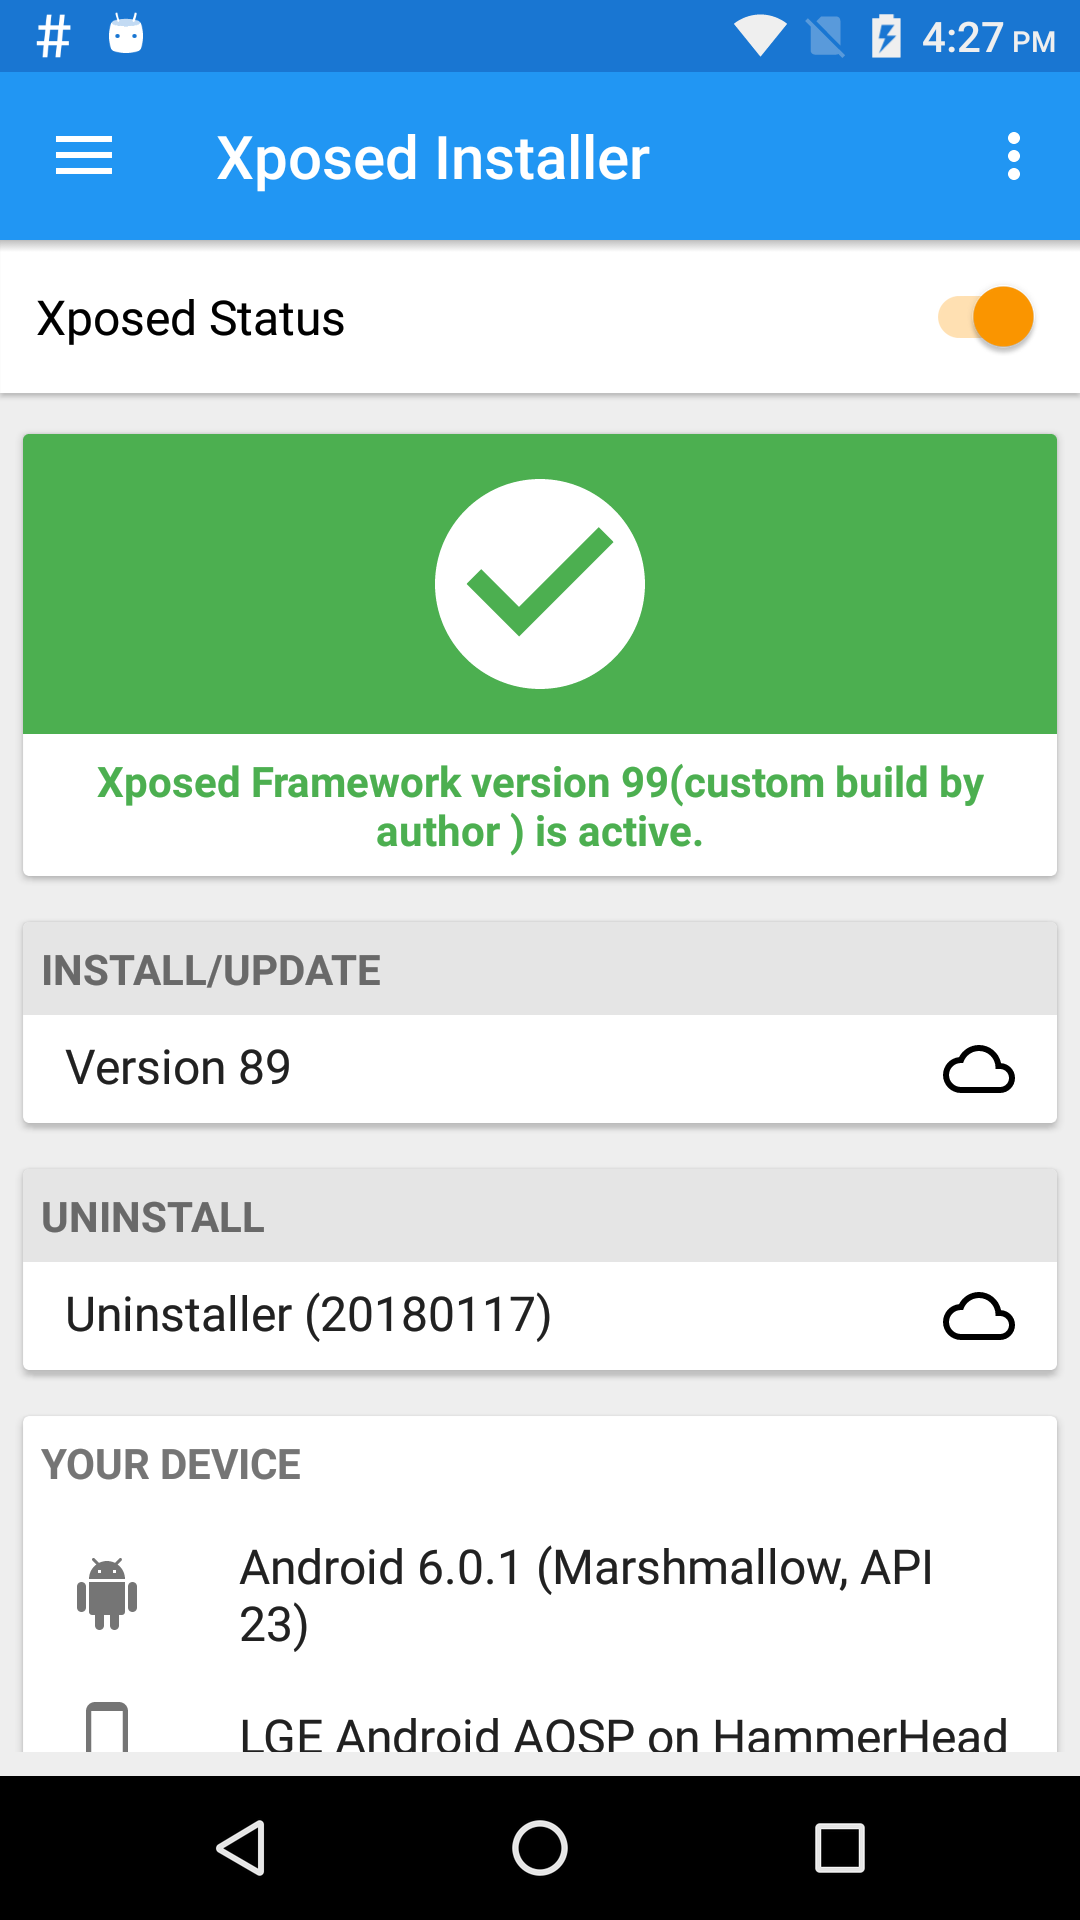 # 4:27 PM
Xposed Installer
Xposed Status
Xposed Framework version 99(custom build by
author ) is active.
INSTALL/UPDATE
Version 89
UNINSTALL
Uninstaller (20180117)
YOUR DEVICE
Android 6.0.1 (Marshmallow, API
23)
LGE Android AOSP on HammerHead